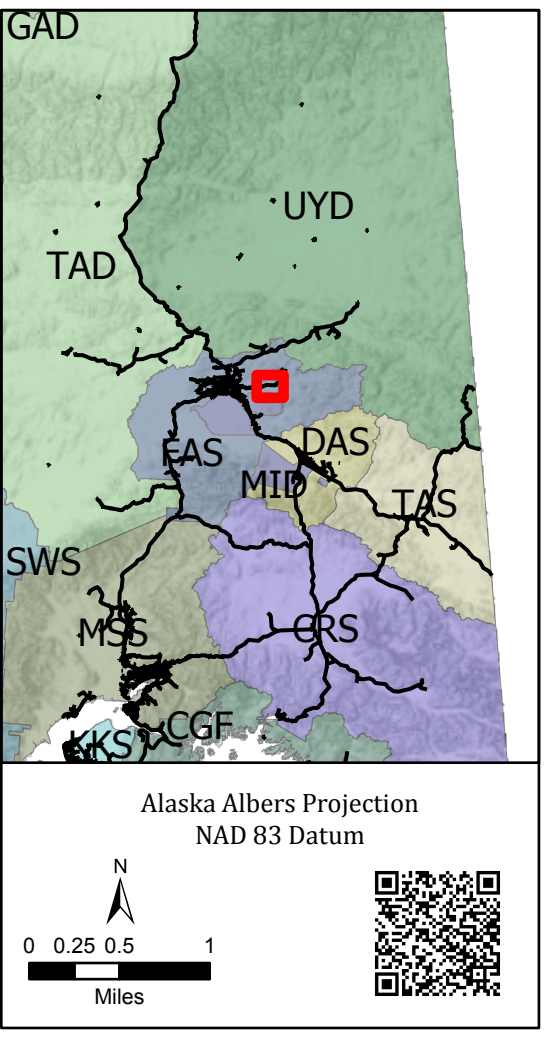 GAD
UYD
TAD
FAS
DAS
MID
TAS
SWS
MSS
CRS
CGF
KKS
Alaska Albers Projection
NAD 83 Datum
N
0 0.25 0.5 1
Miles